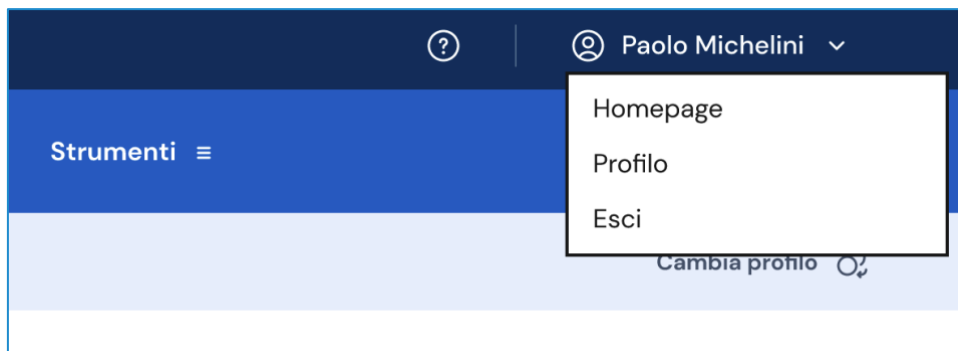 Paolo Michelini
Homepage
Strumenti
Profilo
Esci
Cambia profilo